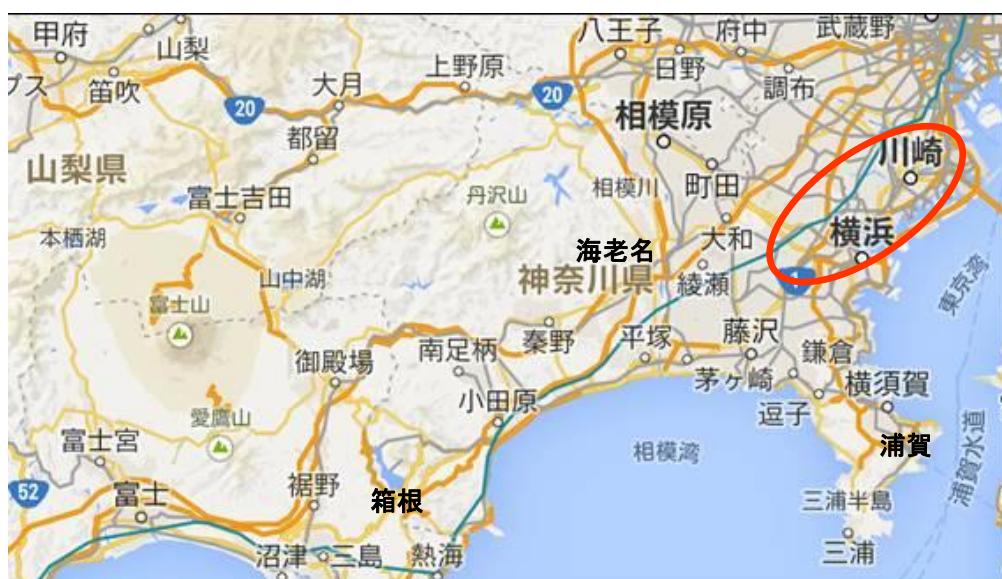 甲府
山梨
八王子
府中
武蔵野
プス
笛吹
大月
上野原
日野
調布
20
20
都留
相模原
川崎
山梨県
富士吉田
丹沢山
相模川
町田
本栖湖
海老名
大和
横浜
山中湖
神奈川県
綾瀬
東京湾
富士山
御殿場
南足柄
秦野
平塚
藤沢
鎌倉
茅ヶ崎
横須賀
愛鷹山
小田原
逗子
富士宮
相模湾
浦賀
浦賀水道
52
富士
裾野
箱根
三浦半島
沼津
三島
熱海
三浦